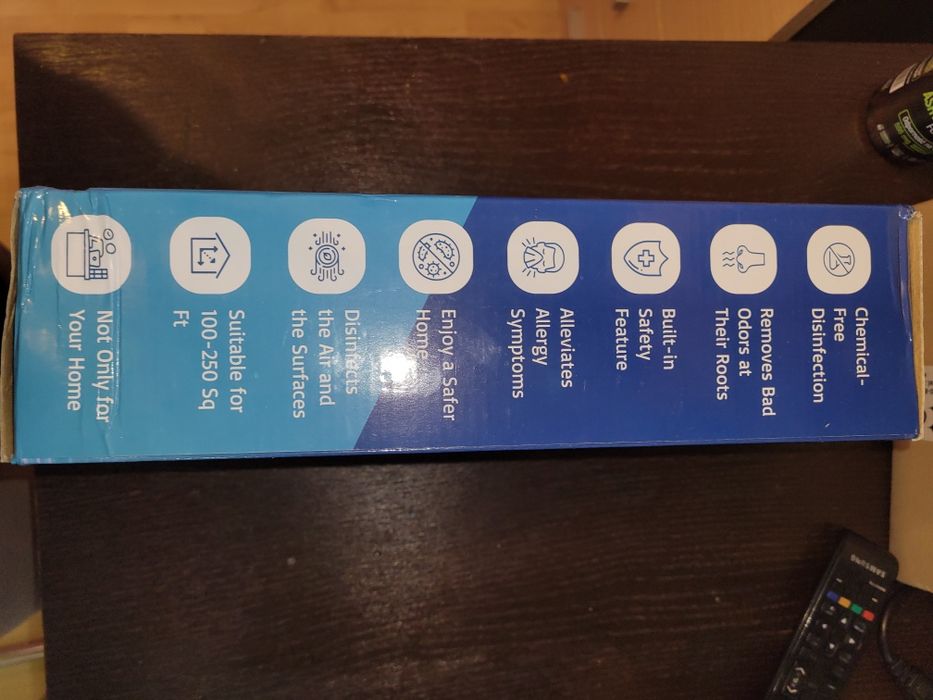 Chemical-
Free
Disinfection
Removes Bad
Odors at
Their Roots
Built-in
Safety
Feature
Alleviates
Allergy
Symptoms
Enjoy a Safer
Home
Disinfects
the Air and
the Surfaces
Suitable for
100-250 Sq
Ft
Not Only for
Your Home
SAMSUNG